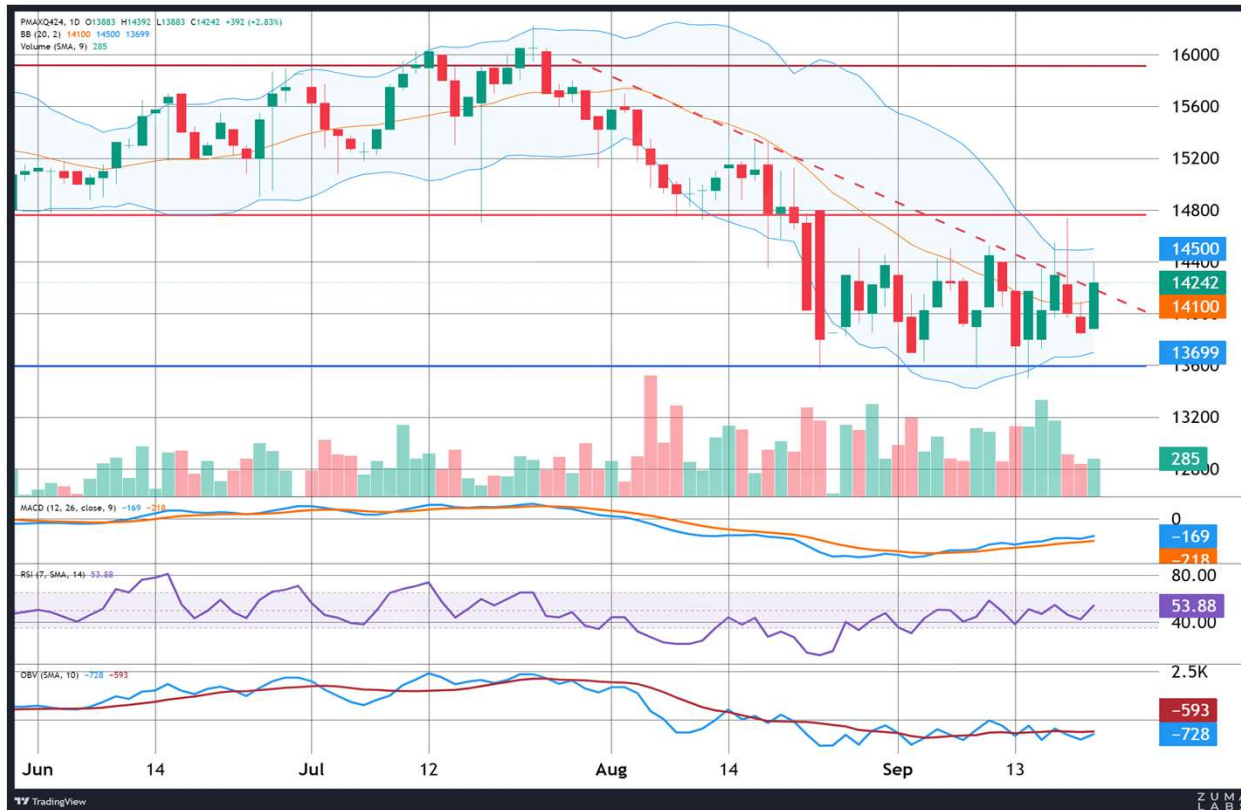 PMAXQ424, 1D O13883 H14392 L13883 C14242 +392 (+2.83%)
BB (20, 2) 14100 14500 13699
Volume (SMA, 9) 285
16000
15600
15200
14800
14500
14400
14242
14100
13699
13600
13200
285
MACD (12, 26, close, 9) −169 −218
0
−169
−218
RSI (7, SMA, 14) 53.88
80.00
53.88
40.00
OBV (SMA, 10) −728 −593
2.5K
−593
−728
Jun 14 Jul 12 Aug 14 Sep 13
TradingView